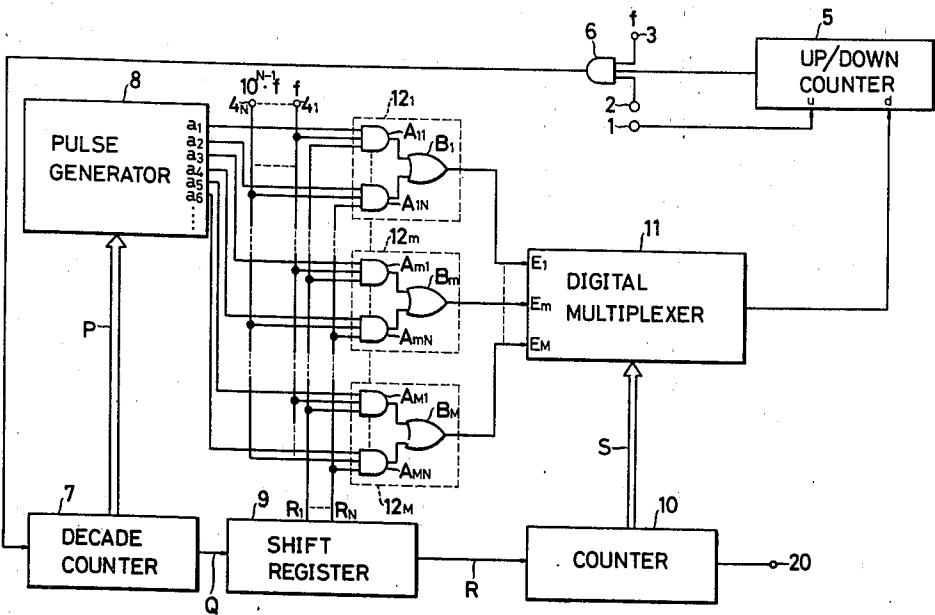 5
f
3
6
UP/DOWN
COUNTER
u d
2
1
8
10^N-1 · f f
4N 41
PULSE
GENERATOR
a1
a2
a3
a4
a5
a6
121
A11
B1
A1N
12m
Am1
Bm
AmN
AM1
BM
AMN
12M
11
E1
Em
EM
DIGITAL
MULTIPLEXER
P
S
7
DECADE
COUNTER
Q
9
R1 RN
SHIFT
REGISTER
R
10
COUNTER
20